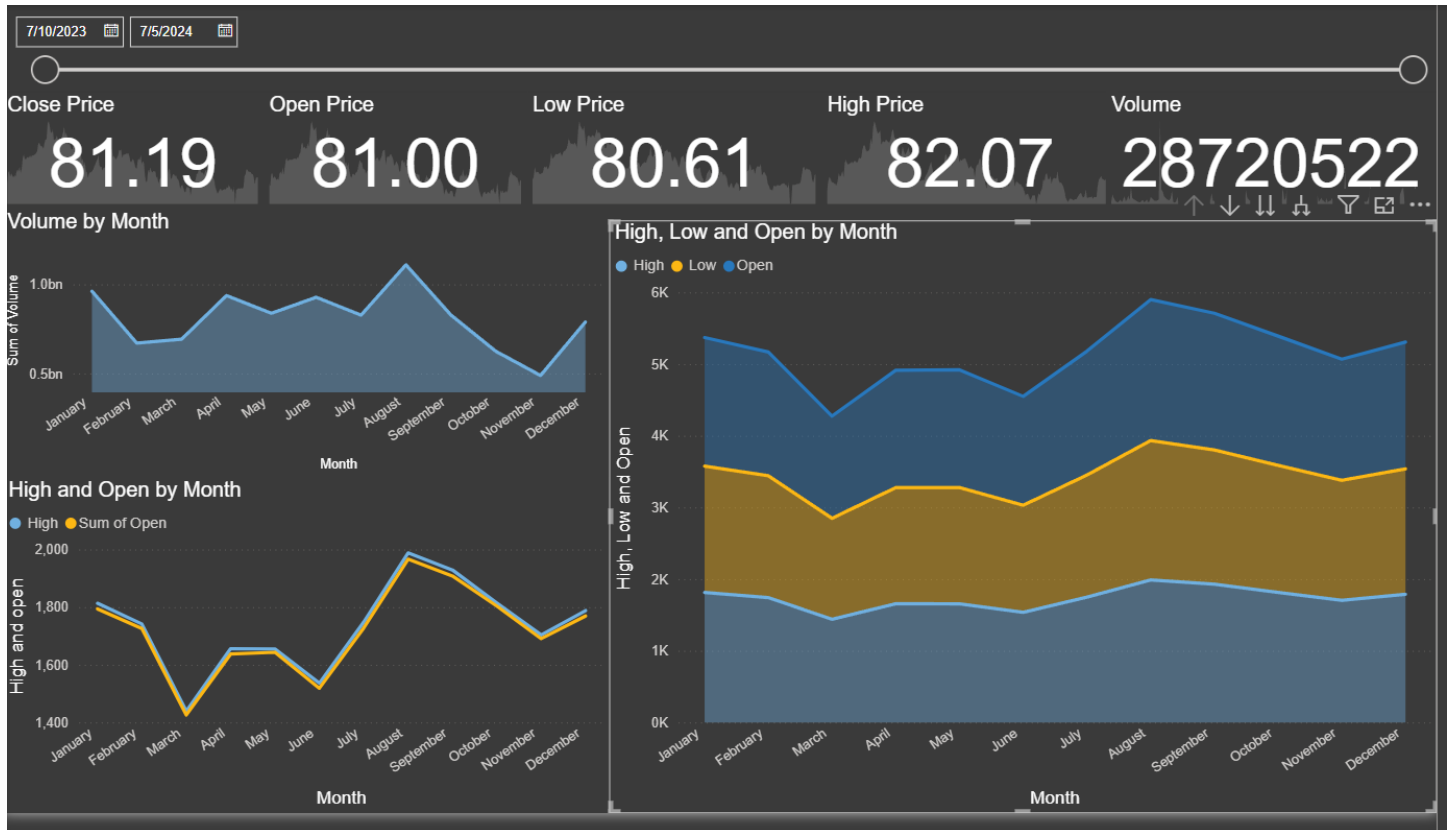 7/10/2023 7/5/2024
Close Price Open Price Low Price High Price Volume
81.19 81.00 80.61 82.07 28720522
Volume by Month
Sum of Volume
1.0bn
0.5bn
January February March April May June July August September October November December
Month
High and Open by Month
High Sum of Open
High and open
2,000
1,800
1,600
1,400
January February March April May June July August September October November December
Month
High, Low and Open by Month
High Low Open
High, Low and Open
6K
5K
4K
3K
2K
1K
0K
January February March April May June July August September October November December
Month